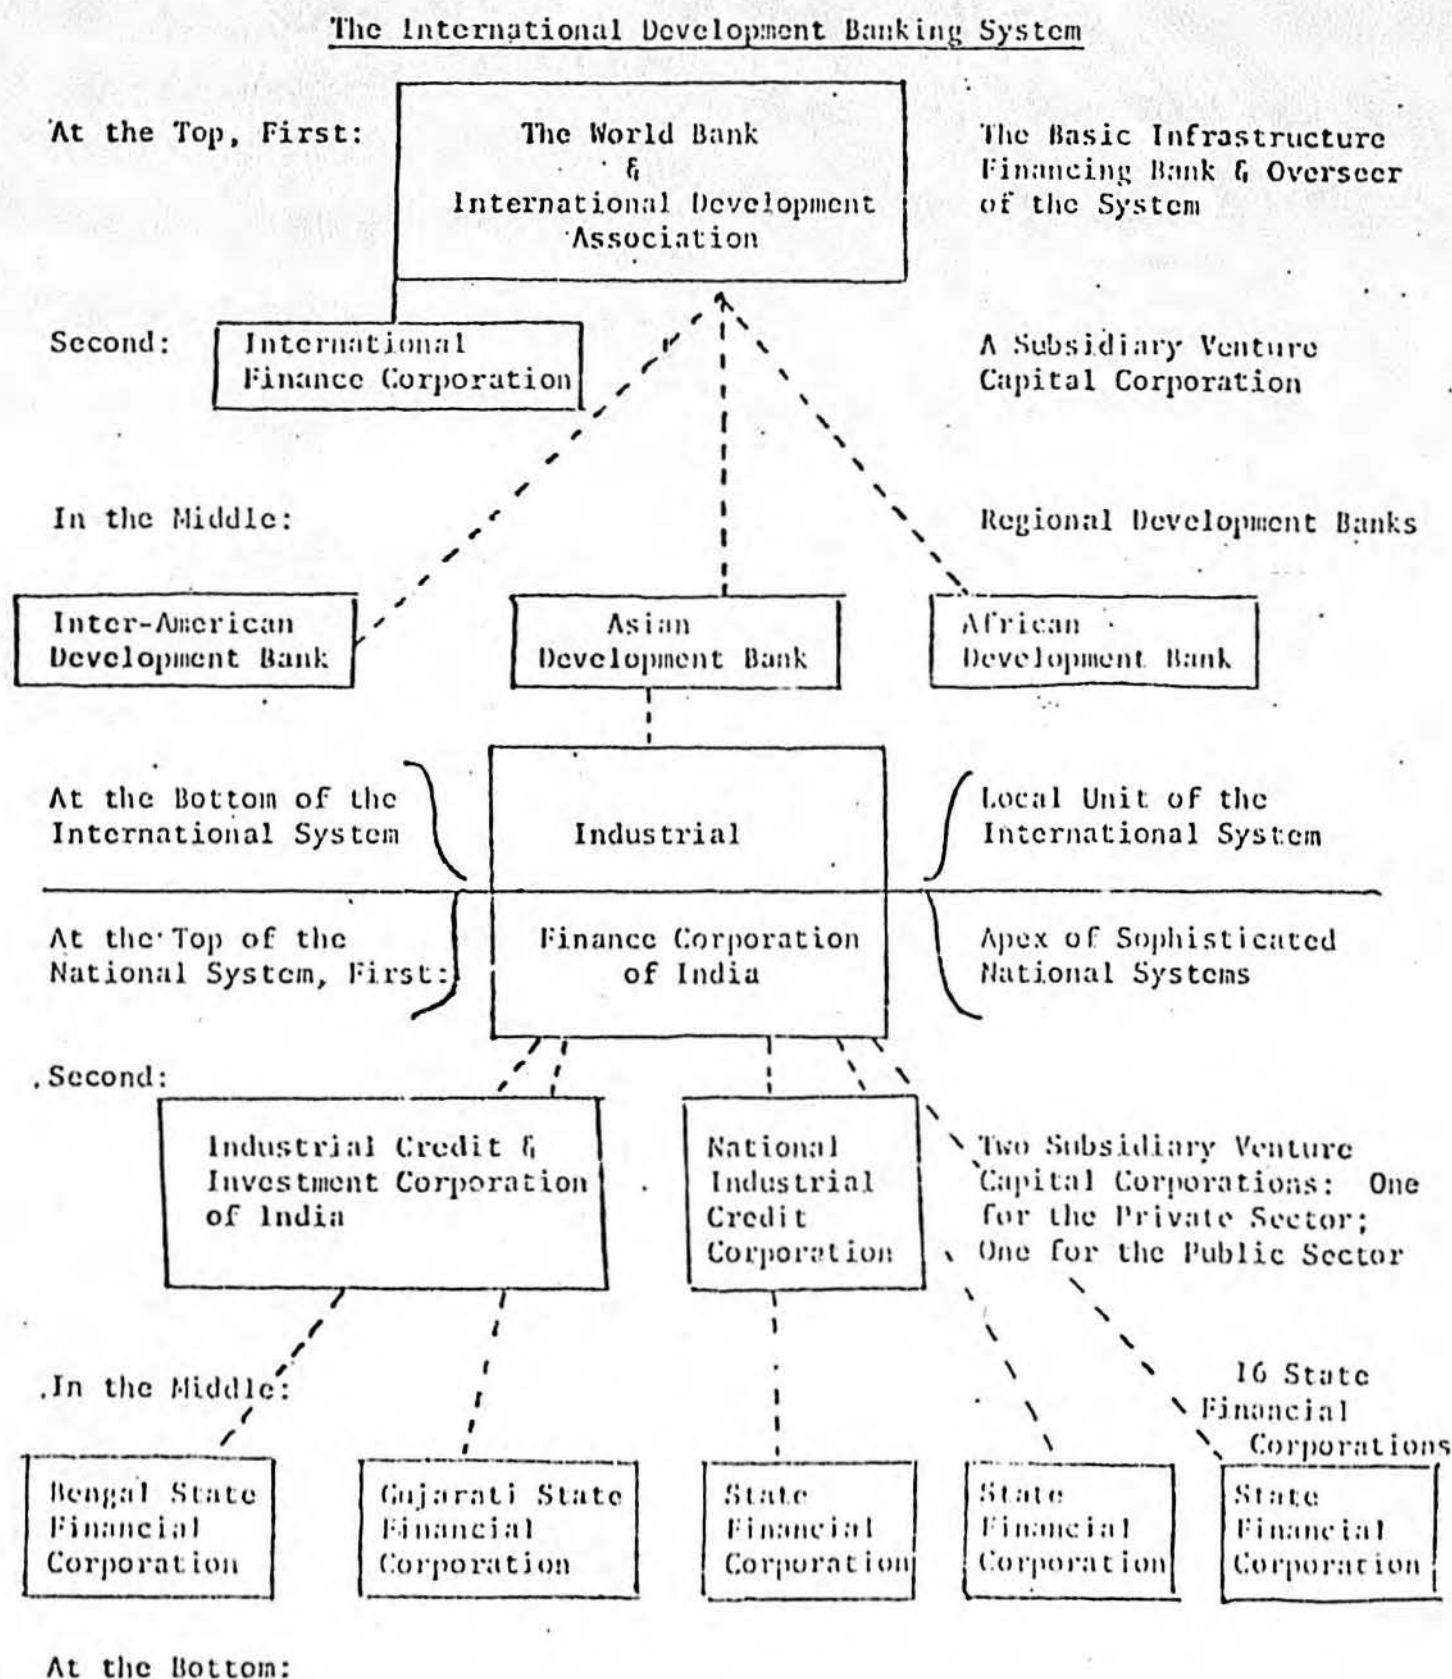 The International Development Banking System
At the Top, First:
The World Bank
&
International Development
Association
The Basic Infrastructure
Financing Bank & Overseer
of the System
Second:
International
Finance Corporation
A Subsidiary Venture
Capital Corporation
In the Middle:
Regional Development Banks
Inter-American
Development Bank
Asian
Development Bank
African
Development Bank
At the Bottom of the
International System
Industrial
Local Unit of the
International System
At the Top of the
National System, First:
Finance Corporation
of India
Apex of Sophisticated
National Systems
Second:
Industrial Credit &
Investment Corporation
of India
National
Industrial
Credit
Corporation
Two Subsidiary Venture
Capital Corporations: One
for the Private Sector;
One for the Public Sector
In the Middle:
16 State
Financial
Corporations
Bengal State
Financial
Corporation
Gujarati State
Financial
Corporation
State
Financial
Corporation
State
Financial
Corporation
State
Financial
Corporation
At the Bottom: